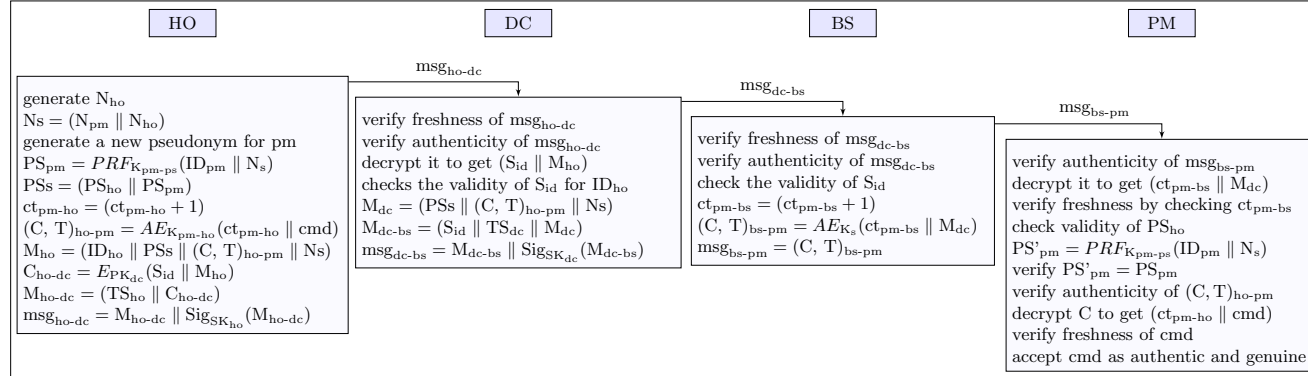 HO
DC
BS
PM
msg_ho-dc
msg_dc-bs
msg_bs-pm
generate N_ho
Ns = (N_pm ∥ N_ho)
generate a new pseudonym for pm
PS_pm = PRF_K_pm-ps(ID_pm ∥ N_s)
PSs = (PS_ho ∥ PS_pm)
ct_pm-ho = (ct_pm-ho + 1)
(C, T)_ho-pm = AE_K_pm-ho(ct_pm-ho ∥ cmd)
M_ho = (ID_ho ∥ PSs ∥ (C, T)_ho-pm ∥ Ns)
C_ho-dc = E_PK_dc(S_id ∥ M_ho)
M_ho-dc = (TS_ho ∥ C_ho-dc)
msg_ho-dc = M_ho-dc ∥ Sig_SK_ho(M_ho-dc)
verify freshness of msg_ho-dc
verify authenticity of msg_ho-dc
decrypt it to get (S_id ∥ M_ho)
checks the validity of S_id for ID_ho
M_dc = (PSs ∥ (C, T)_ho-pm ∥ Ns)
M_dc-bs = (S_id ∥ TS_dc ∥ M_dc)
msg_dc-bs = M_dc-bs ∥ Sig_SK_dc(M_dc-bs)
verify freshness of msg_dc-bs
verify authenticity of msg_dc-bs
check the validity of S_id
ct_pm-bs = (ct_pm-bs + 1)
(C, T)_bs-pm = AE_K_s(ct_pm-bs ∥ M_dc)
msg_bs-pm = (C, T)_bs-pm
verify authenticity of msg_bs-pm
decrypt it to get (ct_pm-bs ∥ M_dc)
verify freshness by checking ct_pm-bs
check validity of PS_ho
PS'_pm = PRF_K_pm-ps(ID_pm ∥ N_s)
verify PS'_pm = PS_pm
verify authenticity of (C, T)_ho-pm
decrypt C to get (ct_pm-ho ∥ cmd)
verify freshness of cmd
accept cmd as authentic and genuine